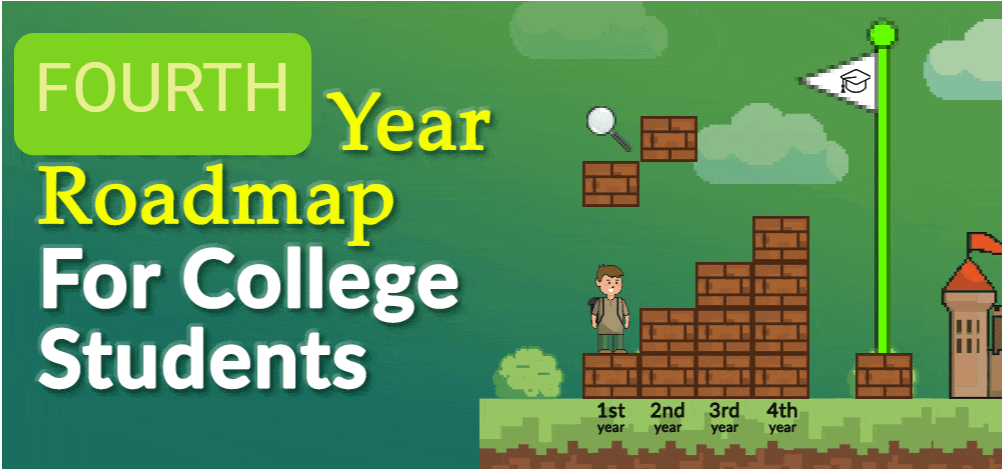 FOURTH
Year
Roadmap
For College
Students
1st 2nd 3rd 4th
year year year year